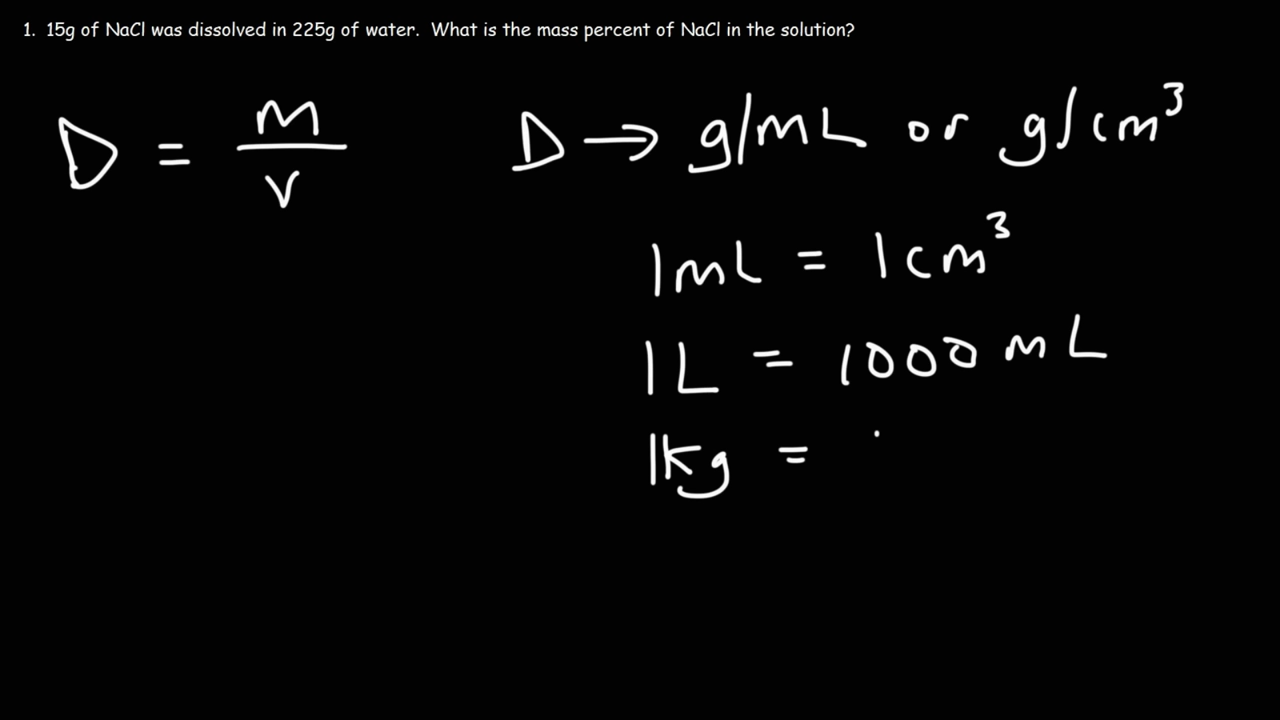 1. 15g of NaCl was dissolved in 225g of water. What is the mass percent of NaCl in the solution?
D = m/v
D → g/mL or g/cm³
1mL = 1cm³
1L = 1000 mL
1kg =